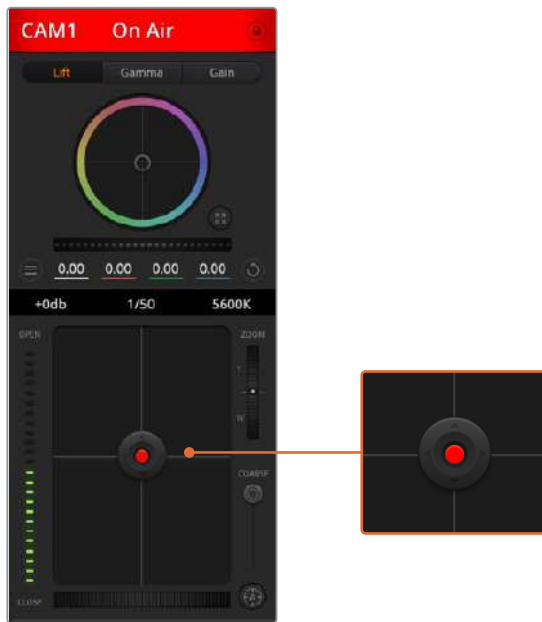 CAM1 On Air
Lift Gamma Gain
0.00 0.00 0.00 0.00
+0db 1/50 5600K
OPEN ZOOM
T
W
COARSE
CLOSE